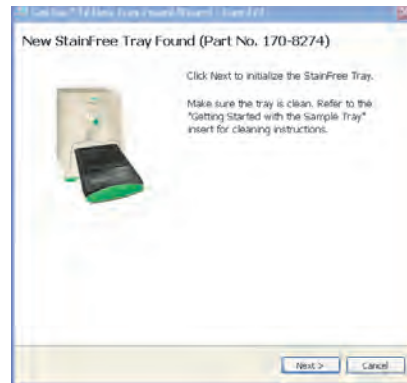 New StainFree Tray Found (Part No. 170-8274)
Click Next to initialize the StainFree Tray.
Make sure the tray is clean. Refer to the
"Getting Started with the Sample Tray"
insert for cleaning instructions.
Next >
Cancel